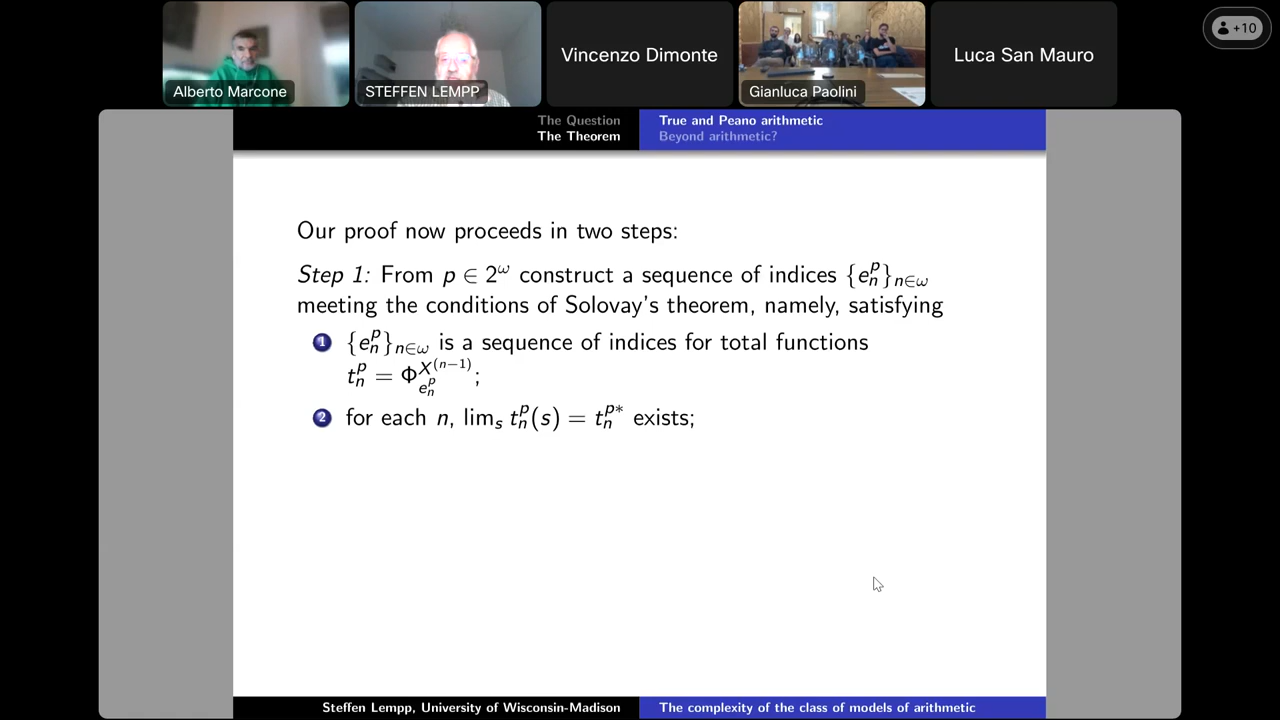 Vincenzo Dimonte
Luca San Mauro
+10
Alberto Marcone
STEFFEN LEMPP
Gianluca Paolini
The Question
The Theorem
True and Peano arithmetic
Beyond arithmetic?
Our proof now proceeds in two steps:
Step 1: From p ∈ 2^ω construct a sequence of indices {e_n^p}_{n∈ω}
meeting the conditions of Solovay's theorem, namely, satisfying
1 {e_n^p}_{n∈ω} is a sequence of indices for total functions
t_n^p = Φ_{e_n^p}^{X^{(n−1)}};
2 for each n, lim_s t_n^p(s) = t_n^{p*} exists;
Steffen Lempp, University of Wisconsin-Madison
The complexity of the class of models of arithmetic